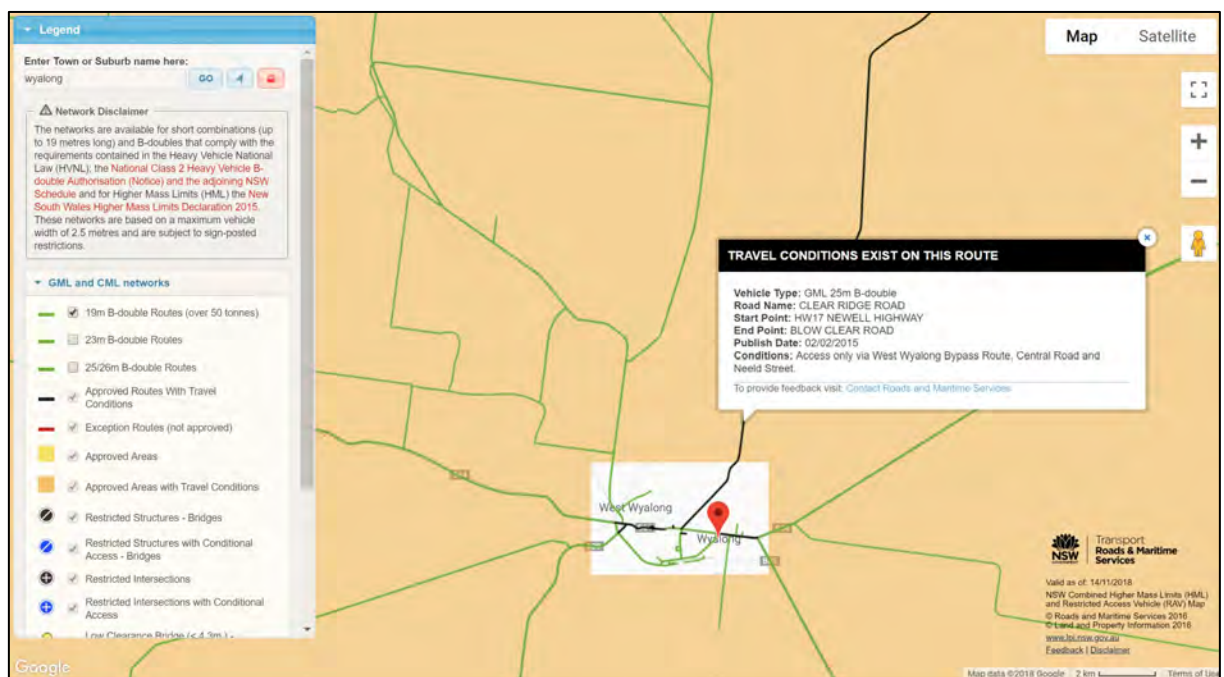 Legend
Enter Town or Suburb name here:
wyalong
GO
Network Disclaimer
The networks are available for short combinations (up
to 19 metres long) and B-doubles that comply with the
requirements contained in the Heavy Vehicle National
Law (HVNL); the National Class 2 Heavy Vehicle B-
double Authorisation (Notice) and the adjoining NSW
Schedule and for Higher Mass Limits (HML) the New
South Wales Higher Mass Limits Declaration 2015.
These networks are based on a maximum vehicle
width of 2.5 metres and are subject to sign-posted
restrictions.
GML and CML networks
19m B-double Routes (over 50 tonnes)
23m B-double Routes
25/26m B-double Routes
Approved Routes With Travel
Conditions
Exception Routes (not approved)
Approved Areas
Approved Areas with Travel Conditions
Restricted Structures - Bridges
Restricted Structures with Conditional
Access - Bridges
Restricted Intersections
Restricted Intersections with Conditional
Access
Low Clearance Bridge (< 4.3m) -
Google
Map Satellite
TRAVEL CONDITIONS EXIST ON THIS ROUTE
Vehicle Type: GML 25m B-double
Road Name: CLEAR RIDGE ROAD
Start Point: HW17 NEWELL HIGHWAY
End Point: BLOW CLEAR ROAD
Publish Date: 02/02/2015
Conditions: Access only via West Wyalong Bypass Route, Central Road and
Neeld Street.
To provide feedback visit: Contact Roads and Maritime Services
West Wyalong
Wyalong
NSW
Transport
Roads & Maritime
Services
Valid as of: 14/11/2018
NSW Combined Higher Mass Limits (HML)
and Restricted Access Vehicle (RAV) Map
© Roads and Maritime Services 2016
© Land and Property Information 2016
www.lpi.nsw.gov.au
Feedback | Disclaimer
Map data ©2018 Google 2 km Terms of Use